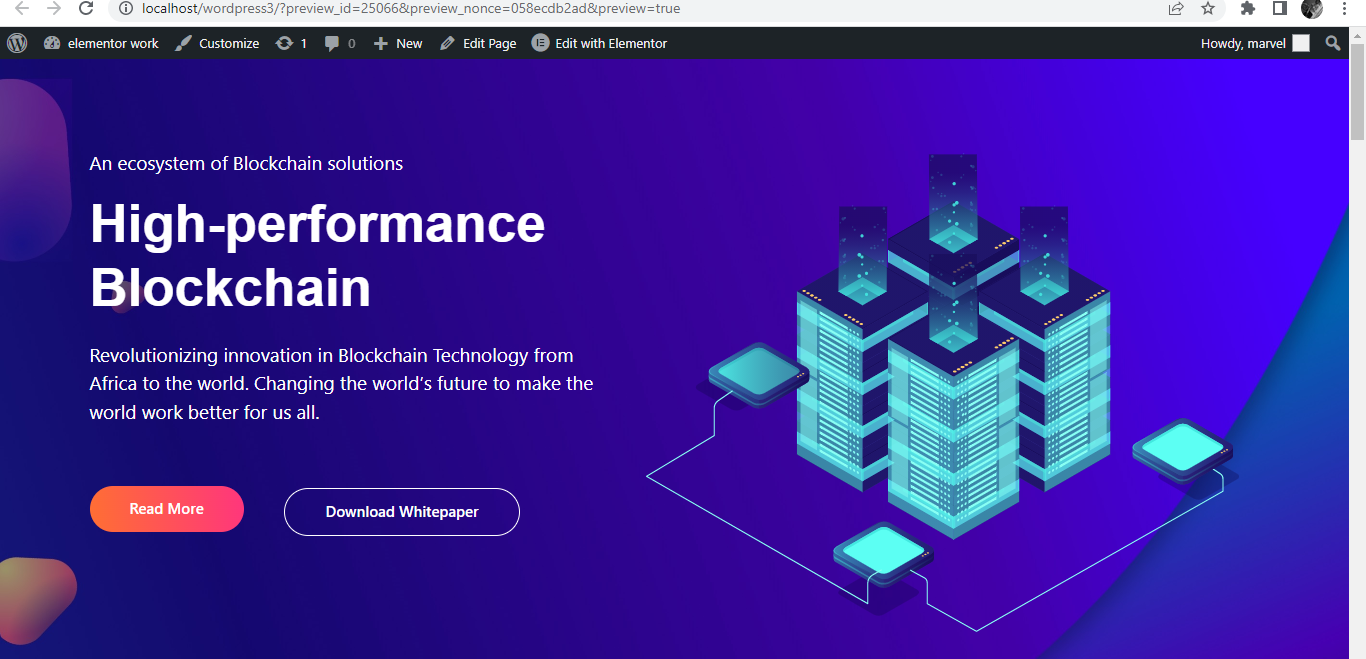 localhost/wordpress3/?preview_id=25066&preview_nonce=058ecdb2ad&preview=true
elementor work Customize 1 0 New Edit Page Edit with Elementor Howdy, marvel
An ecosystem of Blockchain solutions
High-performance
Blockchain
Revolutionizing innovation in Blockchain Technology from
Africa to the world. Changing the world’s future to make the
world work better for us all.
Read More
Download Whitepaper